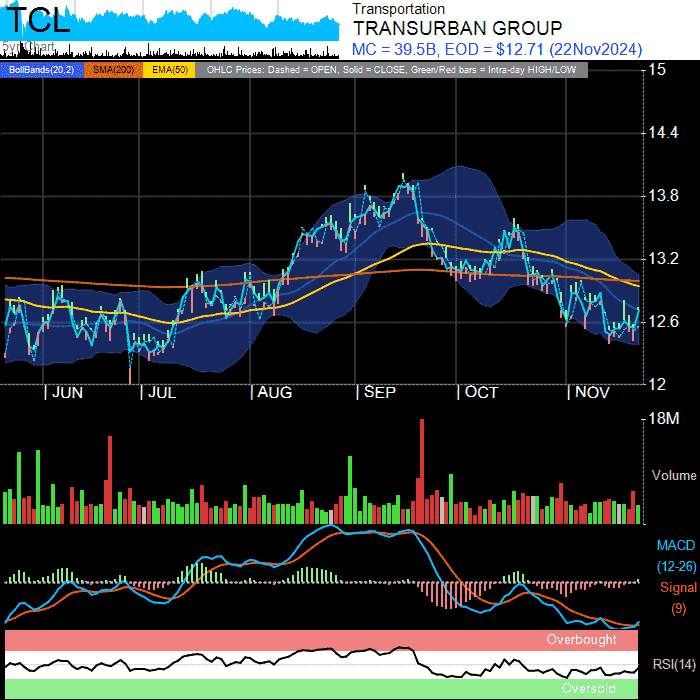 TCL
5yr Chart
Transportation
TRANSURBAN GROUP
MC = 39.5B, EOD = $12.71 (22Nov2024)
BollBands(20,2) SMA(200) EMA(50) OHLC Prices: Dashed = OPEN, Solid = CLOSE, Green/Red bars = Intra-day HIGH/LOW
15
14.4
13.8
13.2
12.6
12
JUN JUL AUG SEP OCT NOV
18M
Volume
MACD
(12-26)
Signal
(9)
Overbought
RSI(14)
Oversold